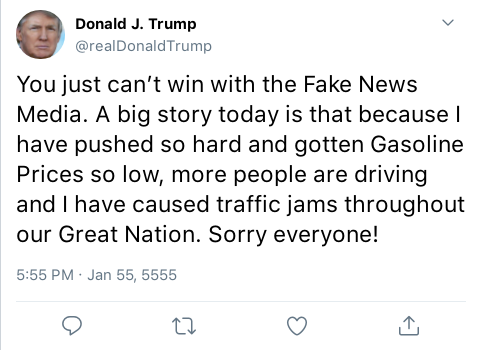 Donald J. Trump
@realDonaldTrump
You just can’t win with the Fake News
Media. A big story today is that because I
have pushed so hard and gotten Gasoline
Prices so low, more people are driving
and I have caused traffic jams throughout
our Great Nation. Sorry everyone!
5:55 PM · Jan 55, 5555